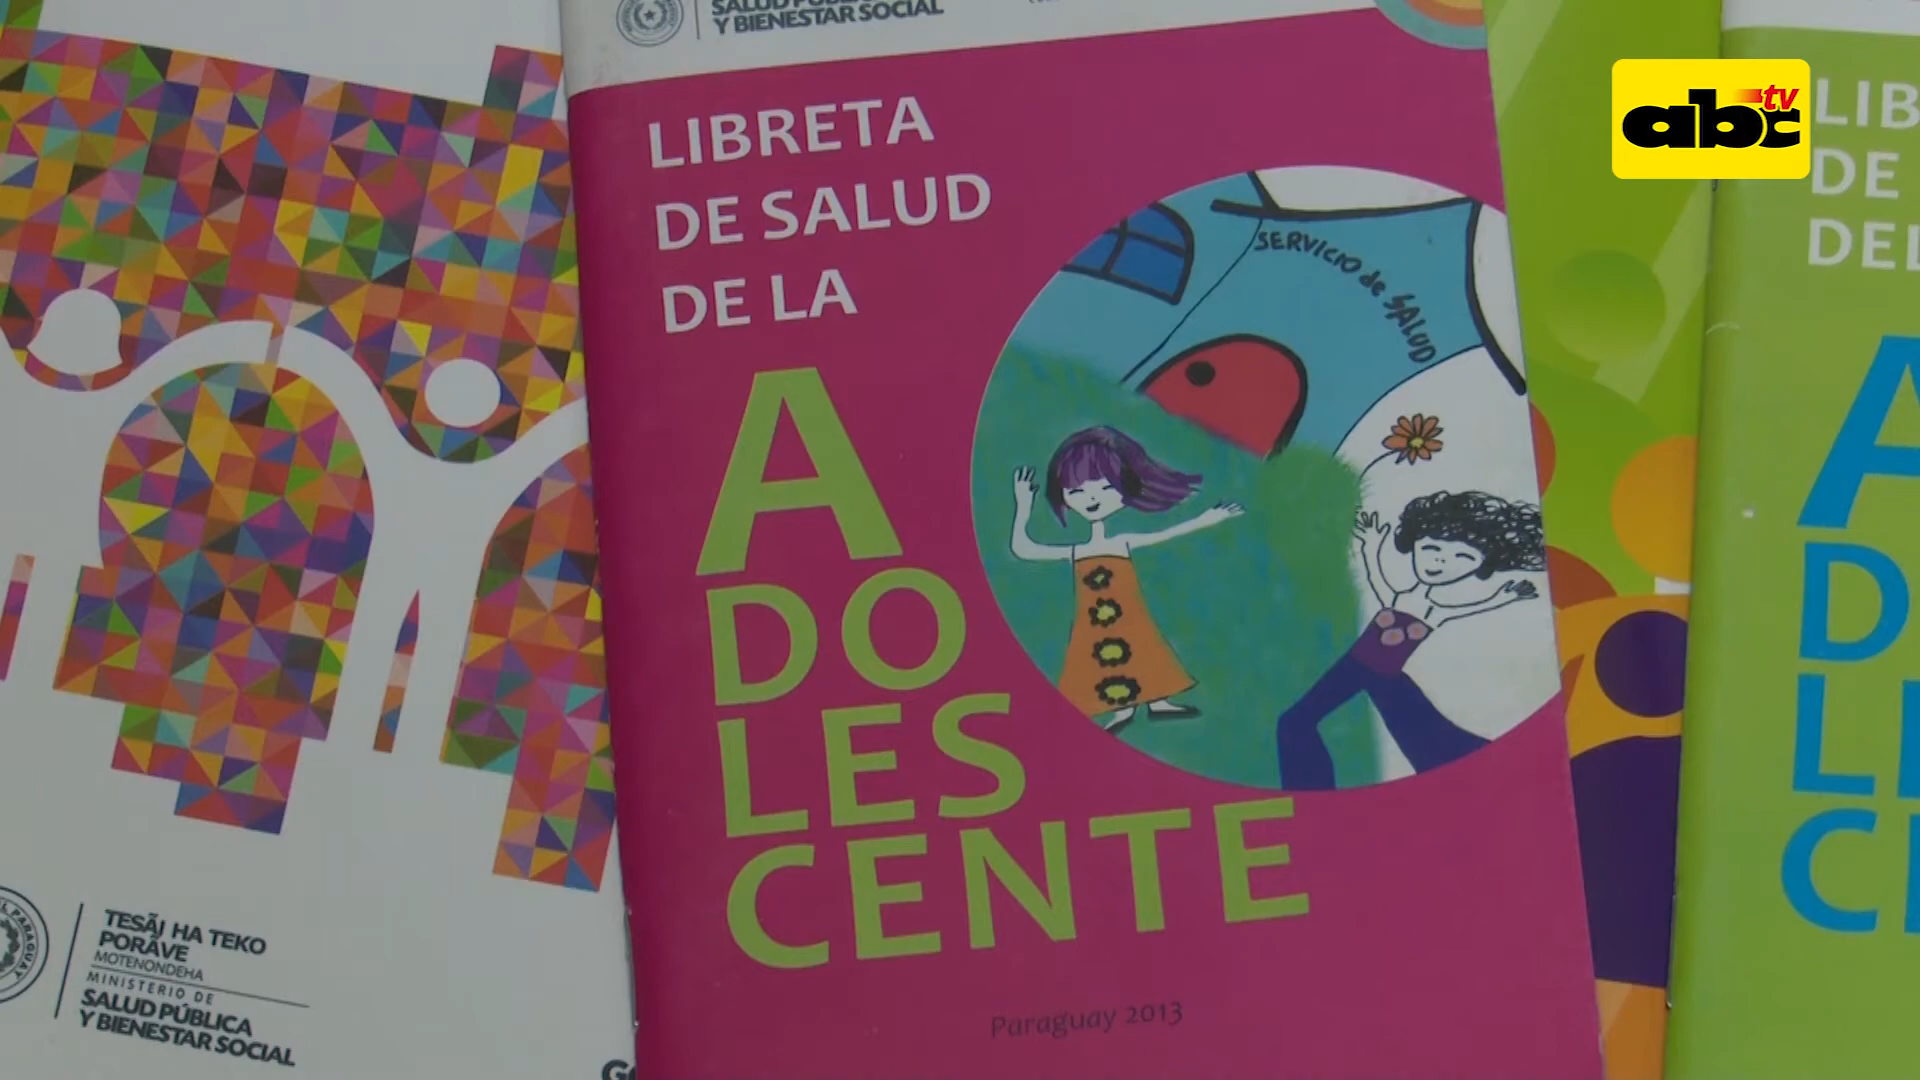 TESÃI HA TEKO
PORÃVE
MOTENONDEHA
MINISTERIO DE
SALUD PÚBLICA
Y BIENESTAR SOCIAL
SALUD PÚBLICA
Y BIENESTAR SOCIAL
LIBRETA
DE SALUD
DE LA
A
DO
LES
CENTE
SERVICIO de SALUD
Paraguay 2013
abc tv
LIB
DE
DEL
A
D
L
C